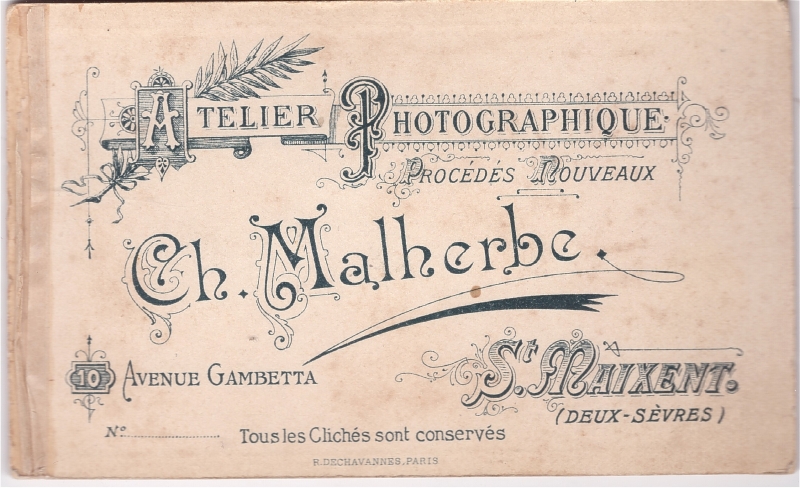 ATELIER PHOTOGRAPHIQUE
PROCÉDÉS NOUVEAUX
Ch. Malherbe.
10 AVENUE GAMBETTA
St. MAIXENT.
(DEUX-SÈVRES)
No..................... Tous les Clichés sont conservés
R. DECHAVANNES, PARIS